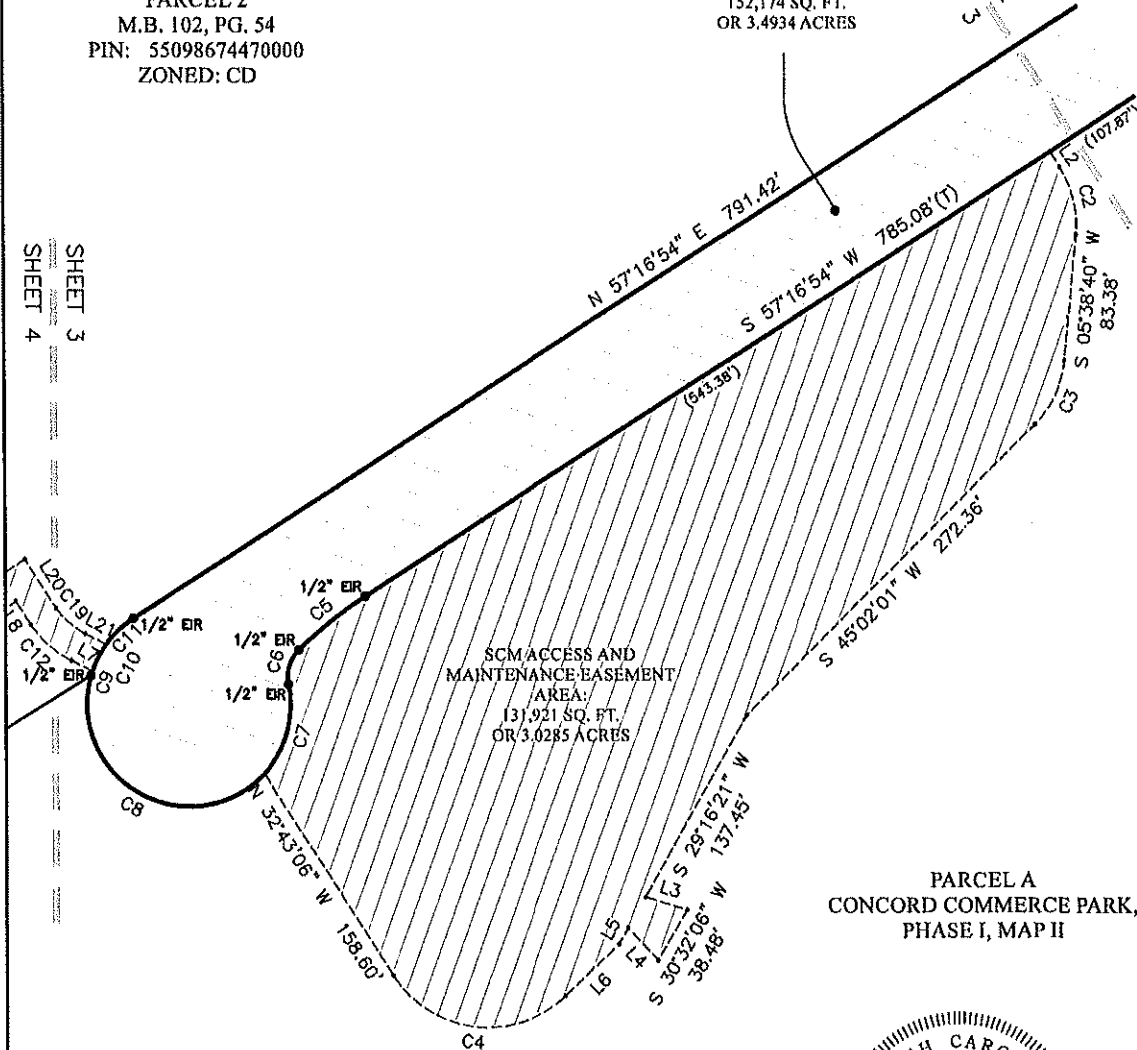 PARCEL 2
M.B. 102, PG. 54
PIN: 55098674470000
ZONED: CD
152,174 SQ. FT.
OR 3.4934 ACRES
3
(107.87')
L2
C2
N 57°16'54" E 791.42'
S 57°16'54" W 785.08'(T)
(543.38')
S 05°38'40" W
83.38'
C3
SHEET 3
SHEET 4
S 45°02'01" W 272.36'
L20
C19
L21
L8
C12
L7
C11
C10
C9
1/2" EIR
1/2" EIR
1/2" EIR
1/2" EIR
1/2" EIR
C5
C6
C7
C8
SCM ACCESS AND
MAINTENANCE EASEMENT
AREA:
131,921 SQ. FT.
OR 3.0285 ACRES
N 32°43'06" W 158.60'
S 29°16'21" W
137.45'
L3
S 30°32'06" W
38.48'
L4
L5
L6
C4
PARCEL A
CONCORD COMMERCE PARK,
PHASE I, MAP II
CARO